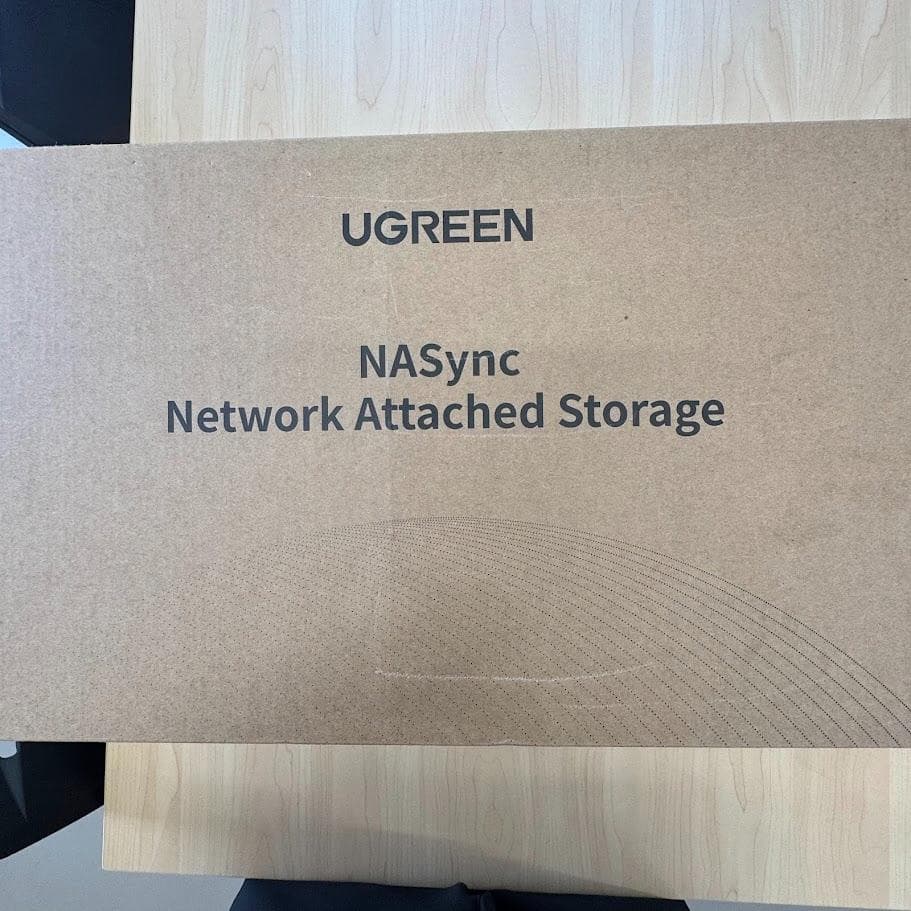 UGREEN
NASync
Network Attached Storage